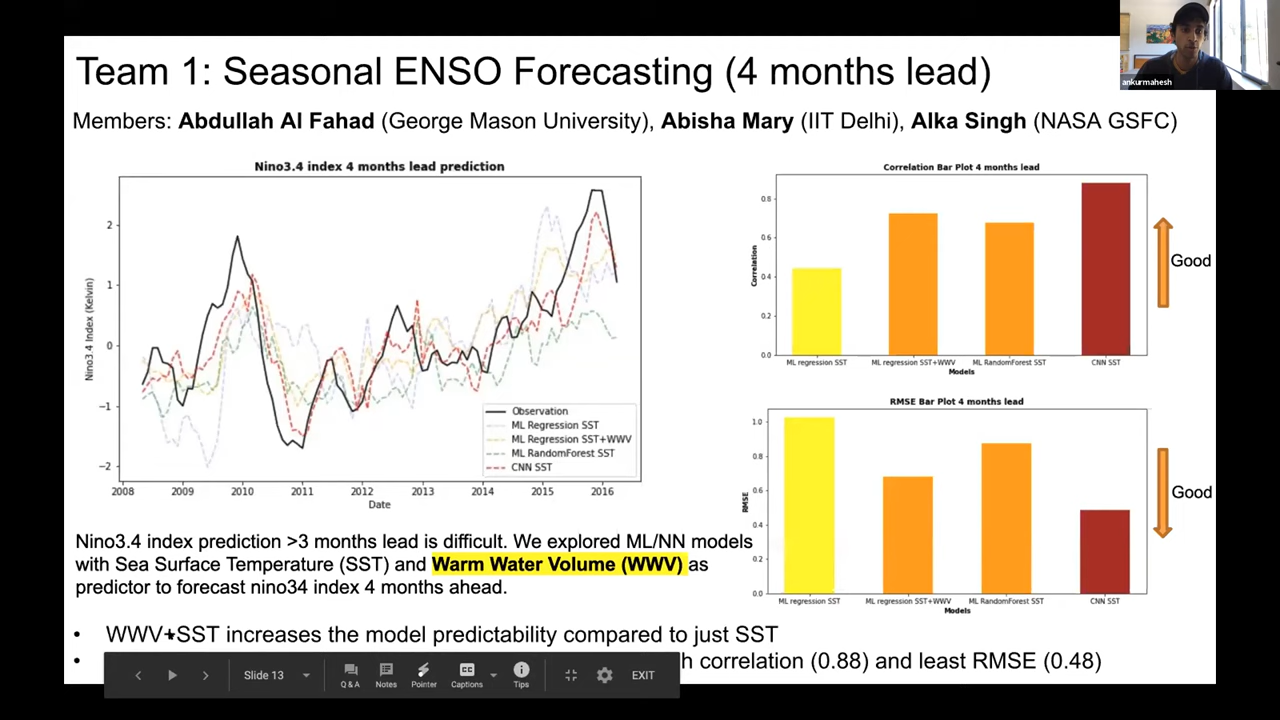 Team 1: Seasonal ENSO Forecasting (4 months lead)
ankurmahesh
Members: Abdullah Al Fahad (George Mason University), Abisha Mary (IIT Delhi), Alka Singh (NASA GSFC)
Nino3.4 index 4 months lead prediction
Nino3.4 Index (Kelvin)
2
1
0
−1
−2
2008 2009 2010 2011 2012 2013 2014 2015 2016
Date
Observation
ML Regression SST
ML Regression SST+WWV
ML RandomForest SST
CNN SST
Correlation Bar Plot 4 months lead
Correlation
0.8
0.6
0.4
0.2
0.0
ML regression SST ML regression SST+WWV ML RandomForest SST CNN SST
Models
Good
RMSE Bar Plot 4 months lead
RMSE
1.0
0.8
0.6
0.4
0.2
0.0
ML regression SST ML regression SST+WWV ML RandomForest SST CNN SST
Models
Good
Nino3.4 index prediction >3 months lead is difficult. We explored ML/NN models
with Sea Surface Temperature (SST) and Warm Water Volume (WWV) as
predictor to forecast nino34 index 4 months ahead.
• WWV+SST increases the model predictability compared to just SST
• h correlation (0.88) and least RMSE (0.48)
Slide 13 Q & A Notes Pointer Captions Tips EXIT